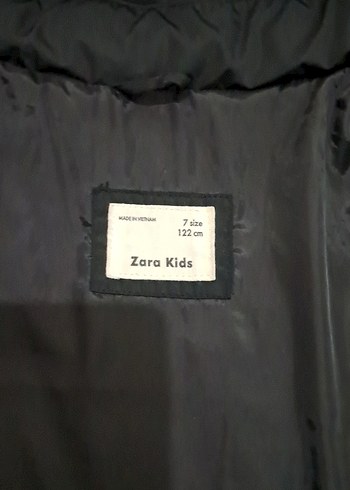 MADE IN VIETNAM
7 size
122 cm
Zara Kids